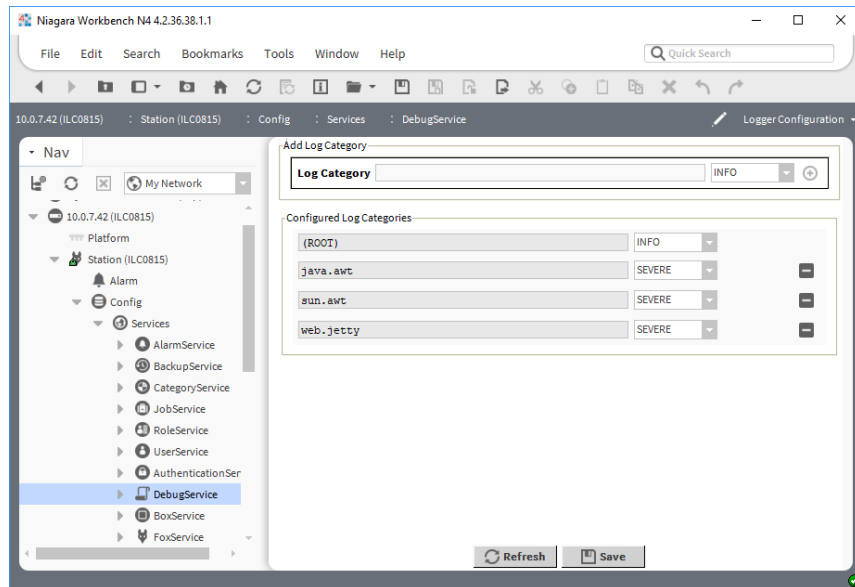 Niagara Workbench N4 4.2.36.38.1.1
File Edit Search Bookmarks Tools Window Help
Quick Search
10.0.7.42 (ILC0815) : Station (ILC0815) : Config : Services : DebugService Logger Configuration
Nav
My Network
10.0.7.42 (ILC0815)
Platform
Station (ILC0815)
Alarm
Config
Services
AlarmService
BackupService
CategoryService
JobService
RoleService
UserService
AuthenticationSer
DebugService
BoxService
FoxService
Add Log Category
Log Category INFO
Configured Log Categories
(ROOT) INFO
java.awt SEVERE
sun.awt SEVERE
web.jetty SEVERE
Refresh Save